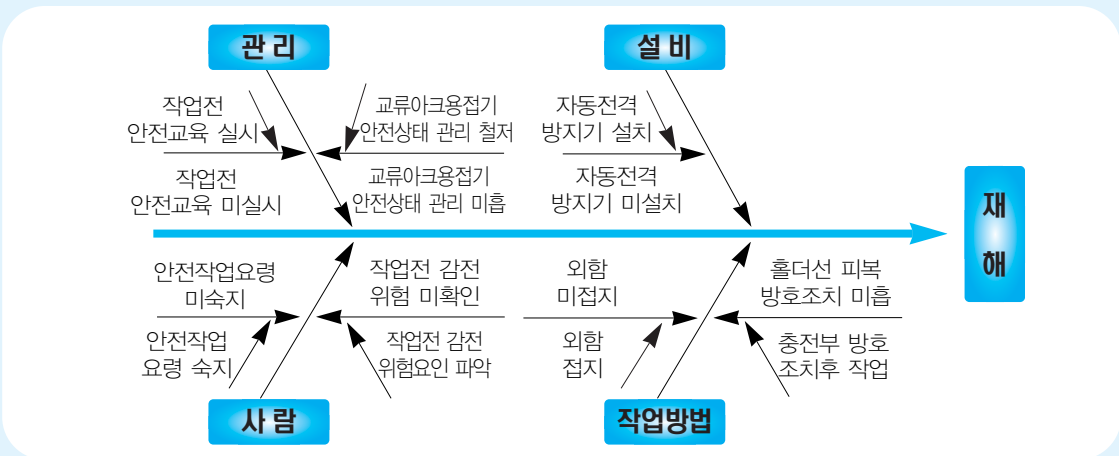 관리
설비
작업전
안전교육 실시
교류아크용접기
안전상태 관리 철저
자동전격
방지기 설치
작업전
안전교육 미실시
교류아크용접기
안전상태 관리 미흡
자동전격
방지기 미설치
재
해
안전작업요령
미숙지
작업전 감전
위험 미확인
외함
미접지
홀더선 피복
방호조치 미흡
안전작업
요령 숙지
작업전 감전
위험요인 파악
외함
접지
충전부 방호
조치후 작업
사람
작업방법